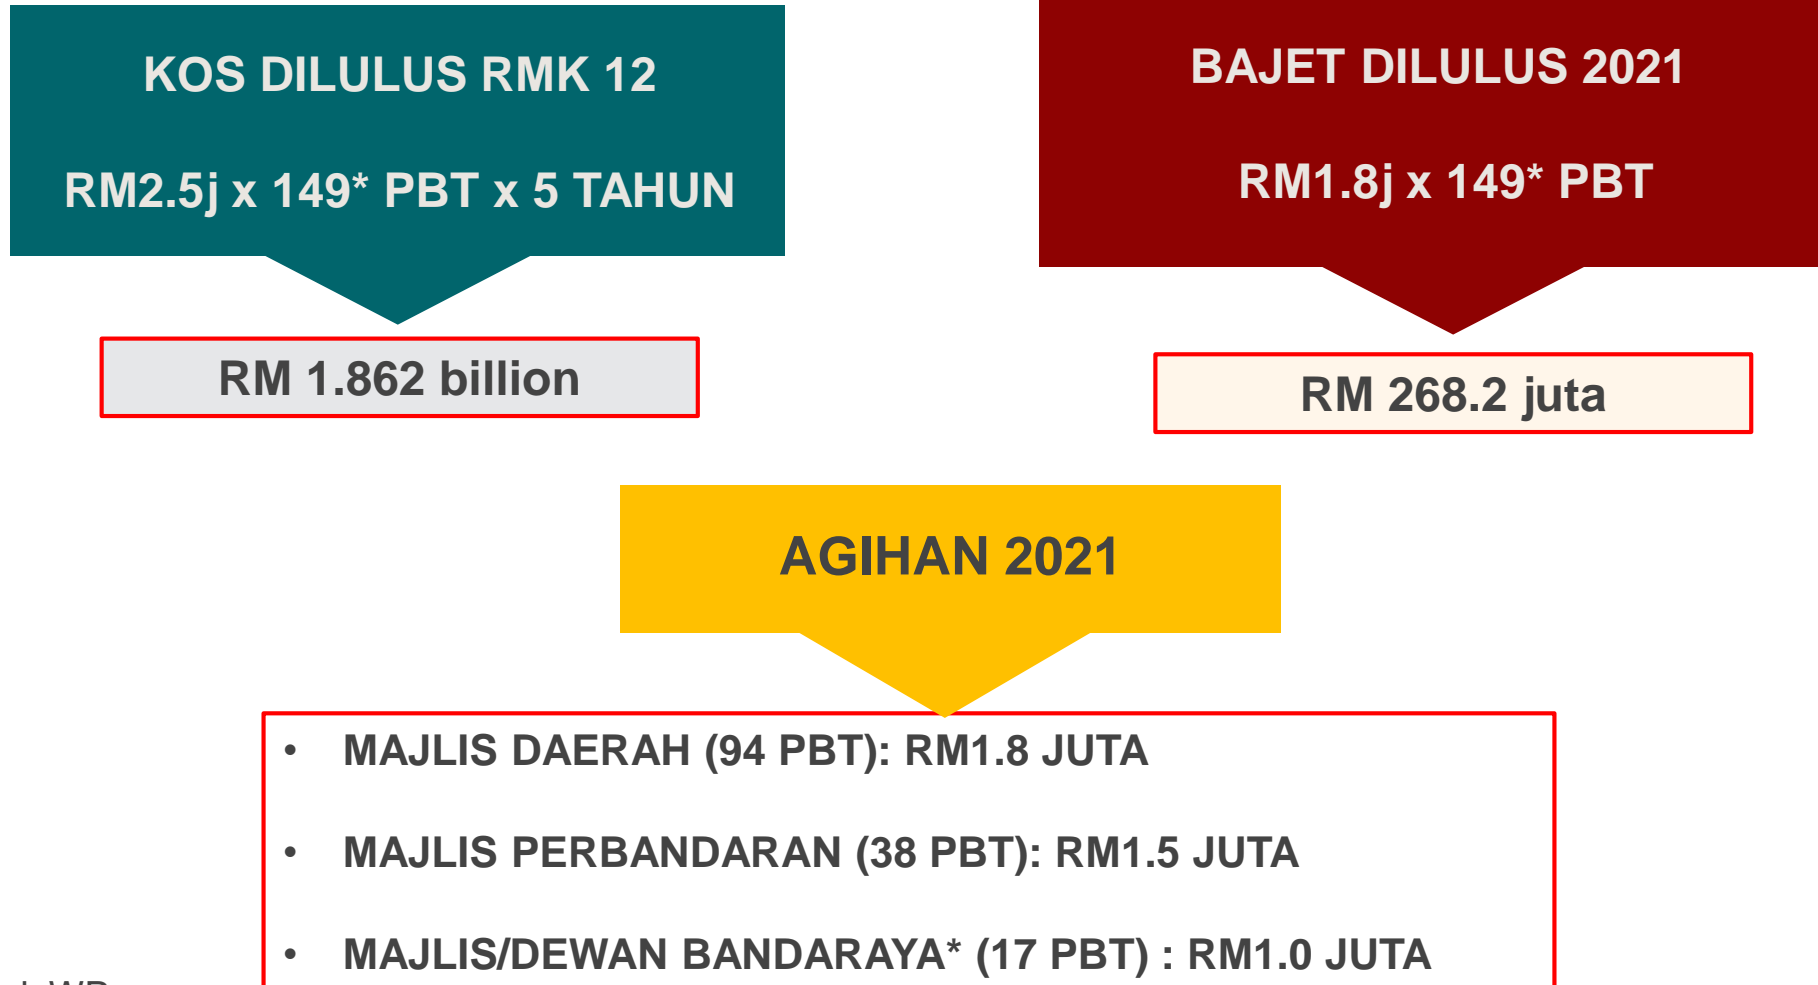 KOS DILULUS RMK 12
RM2.5j x 149* PBT x 5 TAHUN
RM 1.862 billion
BAJET DILULUS 2021
RM1.8j x 149* PBT
RM 268.2 juta
AGIHAN 2021
• MAJLIS DAERAH (94 PBT): RM1.8 JUTA
• MAJLIS PERBANDARAN (38 PBT): RM1.5 JUTA
• MAJLIS/DEWAN BANDARAYA* (17 PBT) : RM1.0 JUTA